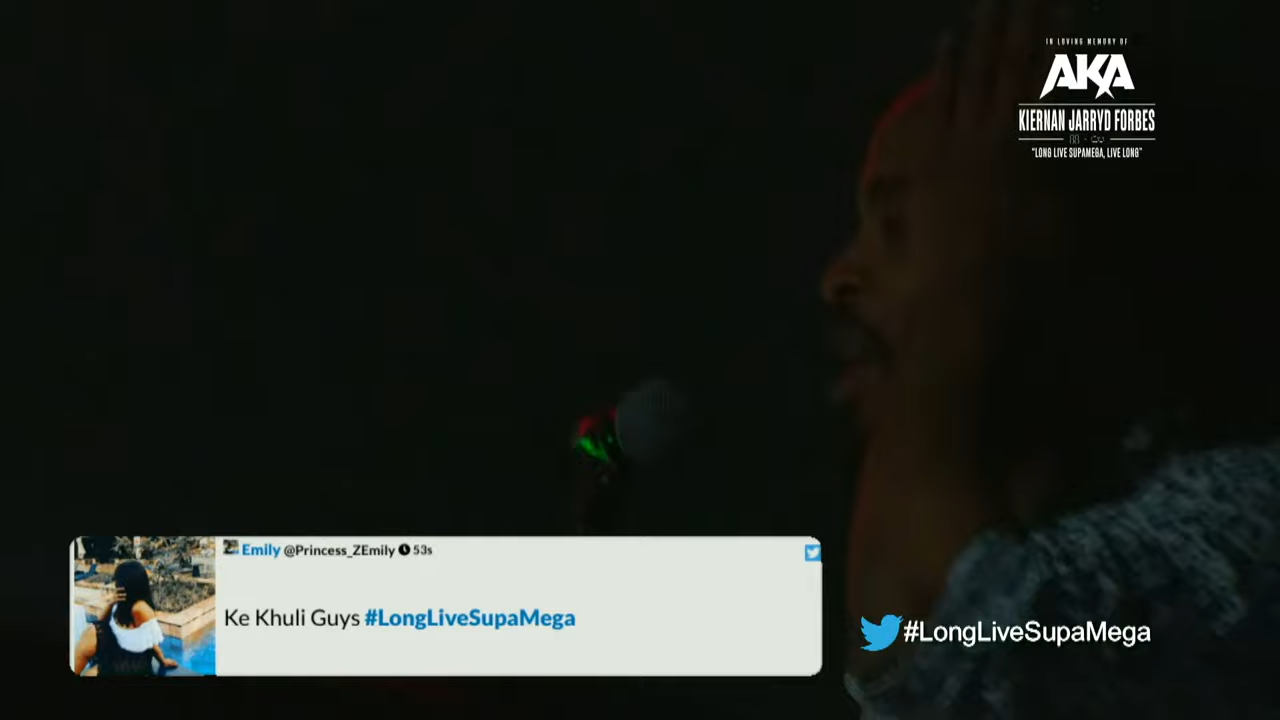 IN LOVING MEMORY OF
AKA
KIERNAN JARRYD FORBES
"LONG LIVE SUPAMEGA, LIVE LONG"
Emily @Princess_ZEmily 53s
Ke Khuli Guys #LongLiveSupaMega
#LongLiveSupaMega